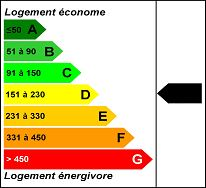 Logement économe
≤50 A
51 à 90 B
91 à 150 C
151 à 230 D
231 à 330 E
331 à 450 F
> 450 G
Logement énergivore